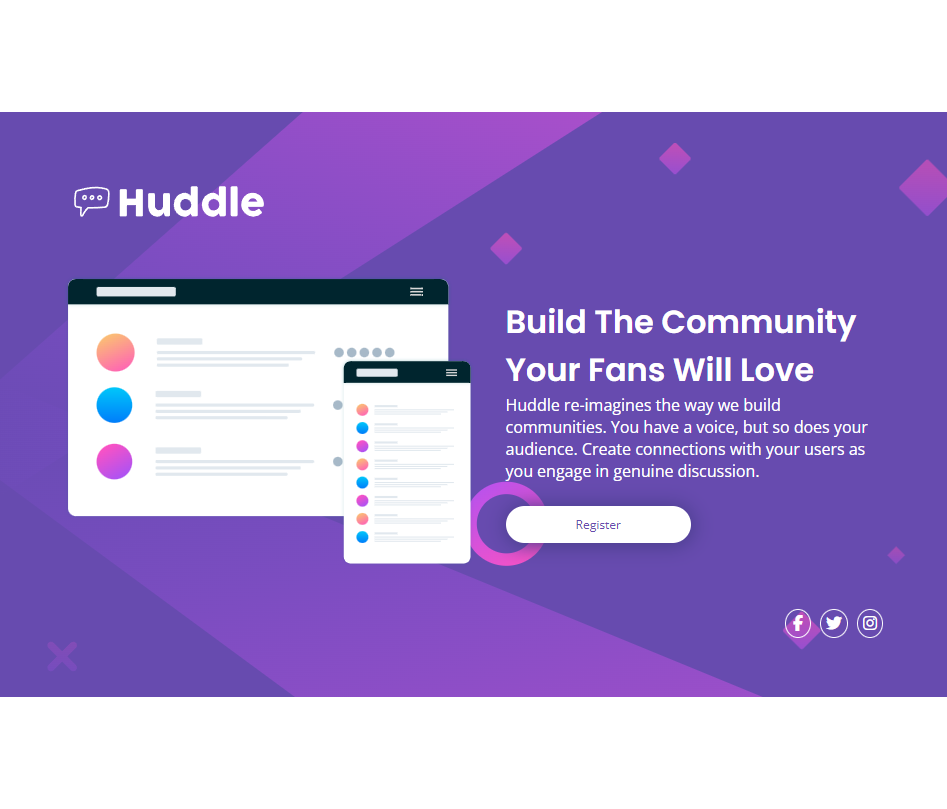 Huddle
Build The Community
Your Fans Will Love
Huddle re-imagines the way we build
communities. You have a voice, but so does your
audience. Create connections with your users as
you engage in genuine discussion.
Register